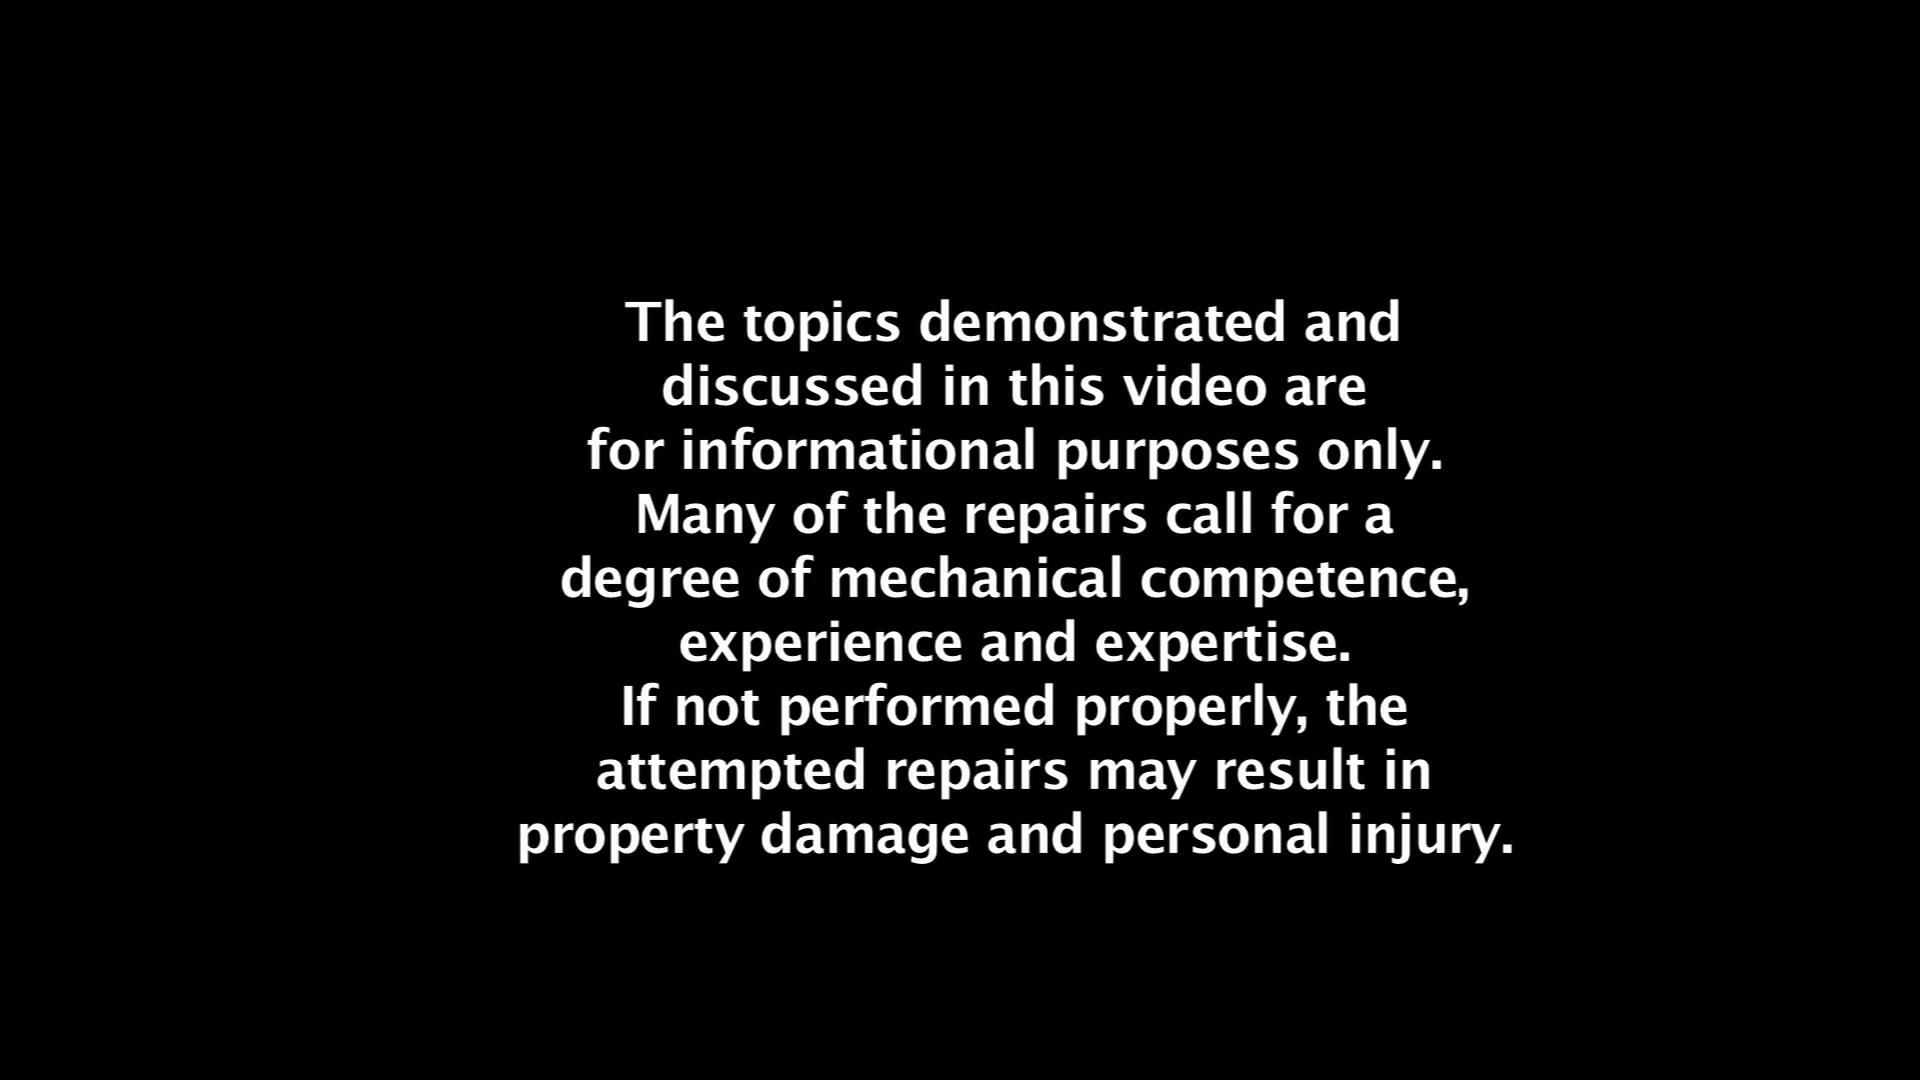 The topics demonstrated and
discussed in this video are
for informational purposes only.
Many of the repairs call for a
degree of mechanical competence,
experience and expertise.
If not performed properly, the
attempted repairs may result in
property damage and personal injury.